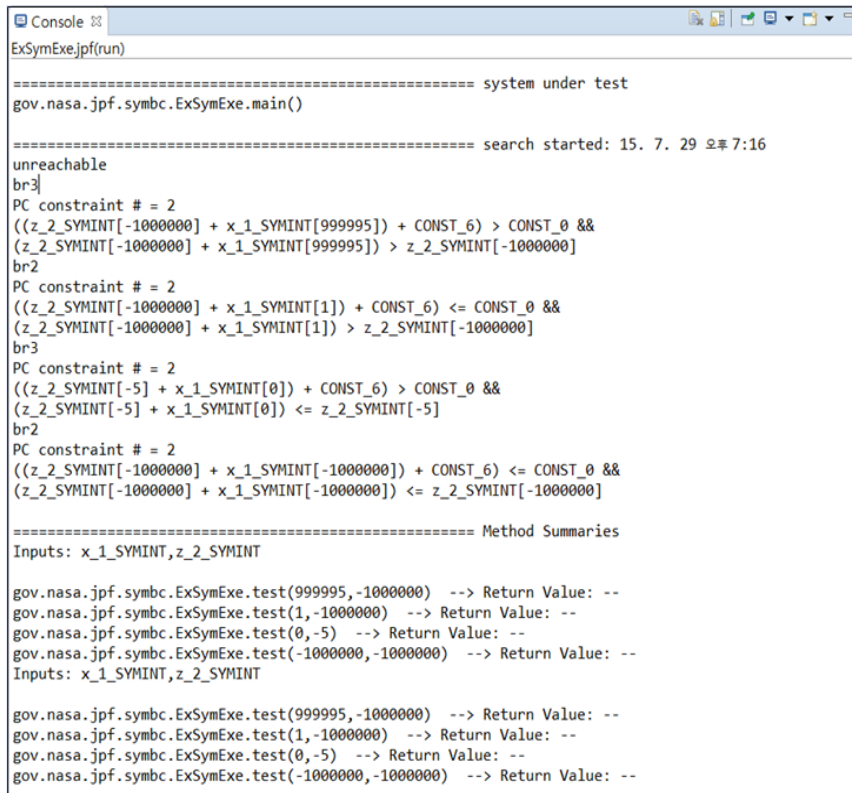 Console
ExSymExe.jpf(run)
====================================================== system under test
gov.nasa.jpf.symbc.ExSymExe.main()
====================================================== search started: 15. 7. 29 오후 7:16
unreachable
br3
PC constraint # = 2
((z_2_SYMINT[-1000000] + x_1_SYMINT[999995]) + CONST_6) > CONST_0 &&
(z_2_SYMINT[-1000000] + x_1_SYMINT[999995]) > z_2_SYMINT[-1000000]
br2
PC constraint # = 2
((z_2_SYMINT[-1000000] + x_1_SYMINT[1]) + CONST_6) <= CONST_0 &&
(z_2_SYMINT[-1000000] + x_1_SYMINT[1]) > z_2_SYMINT[-1000000]
br3
PC constraint # = 2
((z_2_SYMINT[-5] + x_1_SYMINT[0]) + CONST_6) > CONST_0 &&
(z_2_SYMINT[-5] + x_1_SYMINT[0]) <= z_2_SYMINT[-5]
br2
PC constraint # = 2
((z_2_SYMINT[-1000000] + x_1_SYMINT[-1000000]) + CONST_6) <= CONST_0 &&
(z_2_SYMINT[-1000000] + x_1_SYMINT[-1000000]) <= z_2_SYMINT[-1000000]
====================================================== Method Summaries
Inputs: x_1_SYMINT,z_2_SYMINT
gov.nasa.jpf.symbc.ExSymExe.test(999995,-1000000)  --> Return Value: --
gov.nasa.jpf.symbc.ExSymExe.test(1,-1000000)  --> Return Value: --
gov.nasa.jpf.symbc.ExSymExe.test(0,-5)  --> Return Value: --
gov.nasa.jpf.symbc.ExSymExe.test(-1000000,-1000000)  --> Return Value: --
Inputs: x_1_SYMINT,z_2_SYMINT
gov.nasa.jpf.symbc.ExSymExe.test(999995,-1000000)  --> Return Value: --
gov.nasa.jpf.symbc.ExSymExe.test(1,-1000000)  --> Return Value: --
gov.nasa.jpf.symbc.ExSymExe.test(0,-5)  --> Return Value: --
gov.nasa.jpf.symbc.ExSymExe.test(-1000000,-1000000)  --> Return Value: --